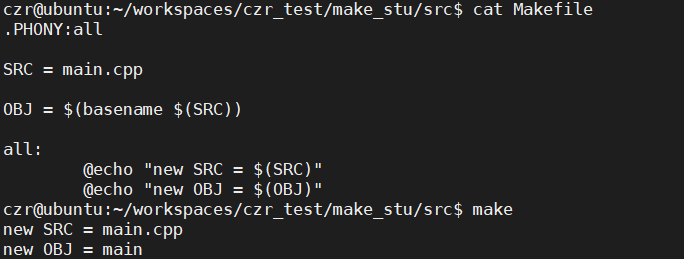 czr@ubuntu:~/workspaces/czr_test/make_stu/src$ cat Makefile
.PHONY:all
SRC = main.cpp
OBJ = $(basename $(SRC))
all:
@echo "new SRC = $(SRC)"
@echo "new OBJ = $(OBJ)"
czr@ubuntu:~/workspaces/czr_test/make_stu/src$ make
new SRC = main.cpp
new OBJ = main